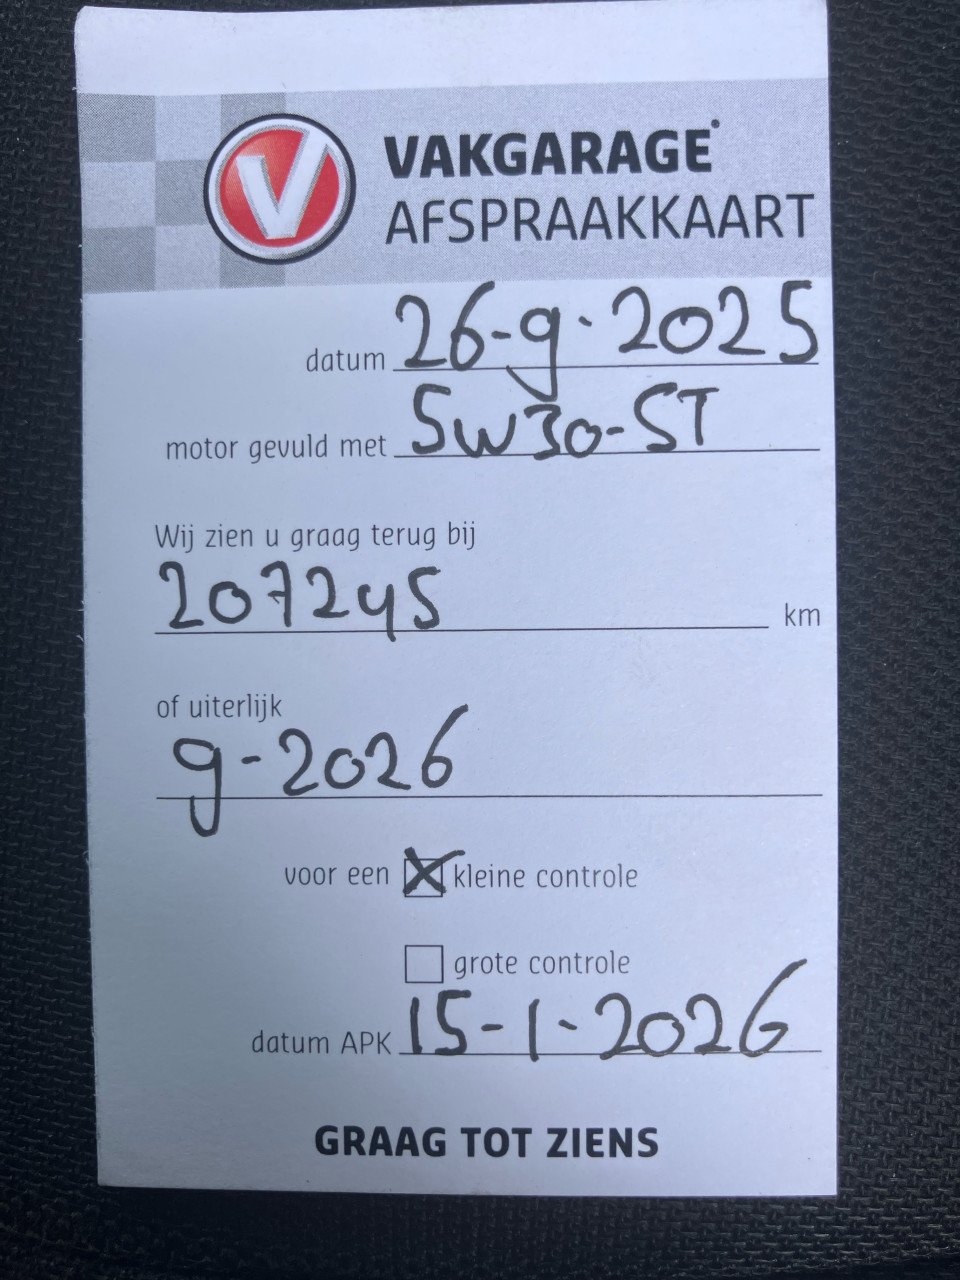 V
VAKGARAGE
AFSPRAAKKAART
datum 26-9-2025
motor gevuld met 5W30-ST
Wij zien u graag terug bij
207245 km
of uiterlijk
9-2026
voor een X kleine controle
grote controle
datum APK 15-1-2026
GRAAG TOT ZIENS